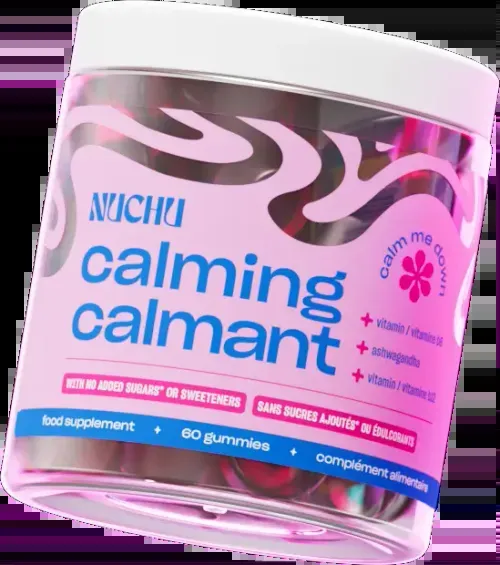 NUCHU
calming
calmant
calm me down
+ vitamin / vitamine b6
+ ashwagandha
+ vitamin / vitamine b12
WITH NO ADDED SUGARS* OR SWEETENERS
SANS SUCRES AJOUTÉS* OU ÉDULCORANTS
food supplement + 60 gummies + complément alimentaire